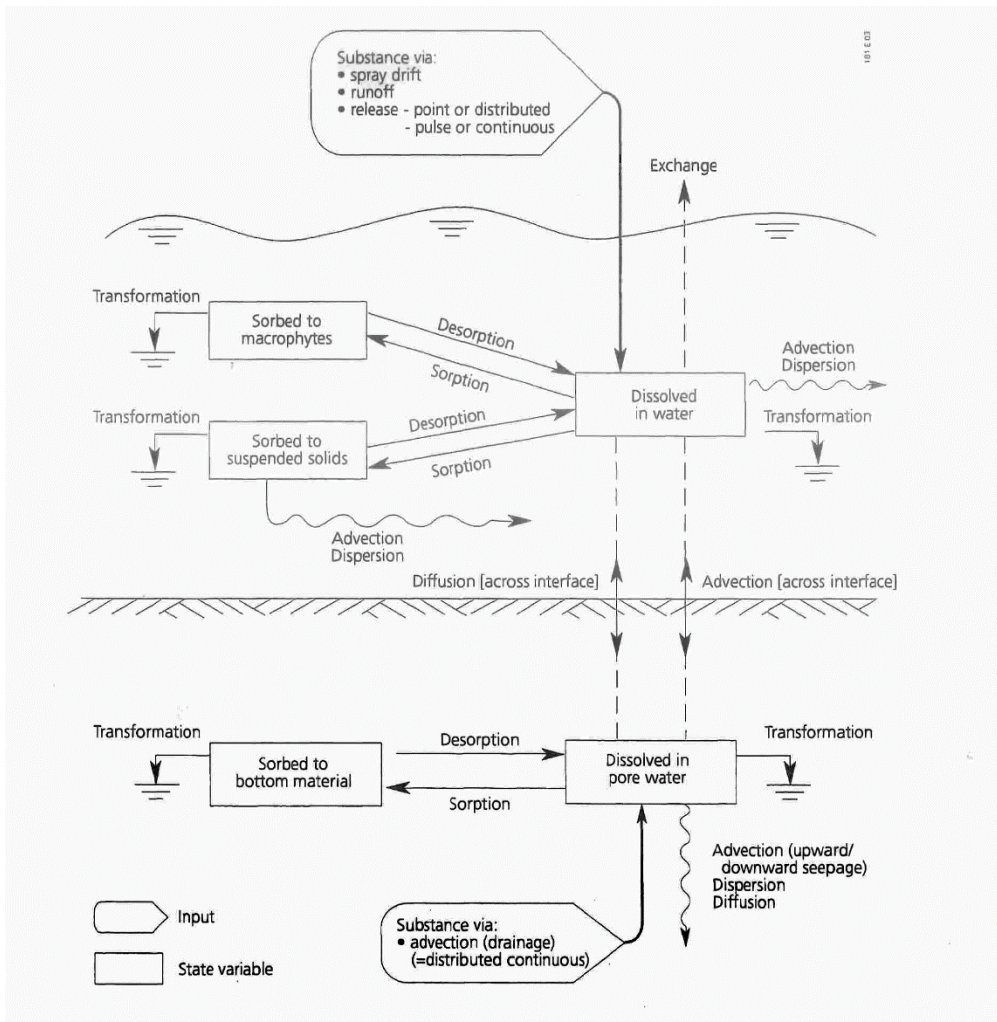 Substance via:
• spray drift
• runoff
• release - point or distributed
- pulse or continuous
181 E 03
Exchange
Transformation
Sorbed to
macrophytes
Desorption
Sorption
Dissolved
in water
Advection
Dispersion
Transformation
Transformation
Sorbed to
suspended solids
Desorption
Sorption
Advection
Dispersion
Diffusion [across interface]
Advection [across interface]
Transformation
Sorbed to
bottom material
Desorption
Sorption
Dissolved in
pore water
Transformation
Advection (upward/
downward seepage)
Dispersion
Diffusion
Substance via:
• advection (drainage)
(=distributed continuous)
Input
State variable